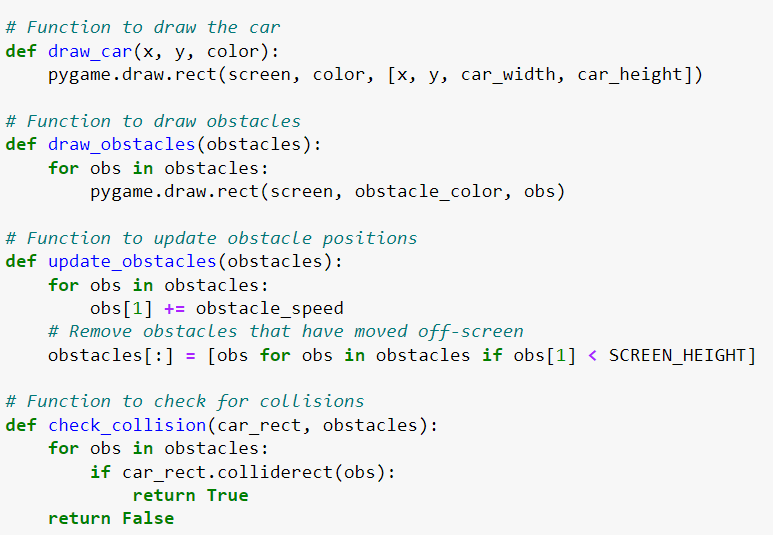 # Function to draw the car
def draw_car(x, y, color):
    pygame.draw.rect(screen, color, [x, y, car_width, car_height])

# Function to draw obstacles
def draw_obstacles(obstacles):
    for obs in obstacles:
        pygame.draw.rect(screen, obstacle_color, obs)

# Function to update obstacle positions
def update_obstacles(obstacles):
    for obs in obstacles:
        obs[1] += obstacle_speed
    # Remove obstacles that have moved off-screen
    obstacles[:] = [obs for obs in obstacles if obs[1] < SCREEN_HEIGHT]

# Function to check for collisions
def check_collision(car_rect, obstacles):
    for obs in obstacles:
        if car_rect.colliderect(obs):
            return True
    return False